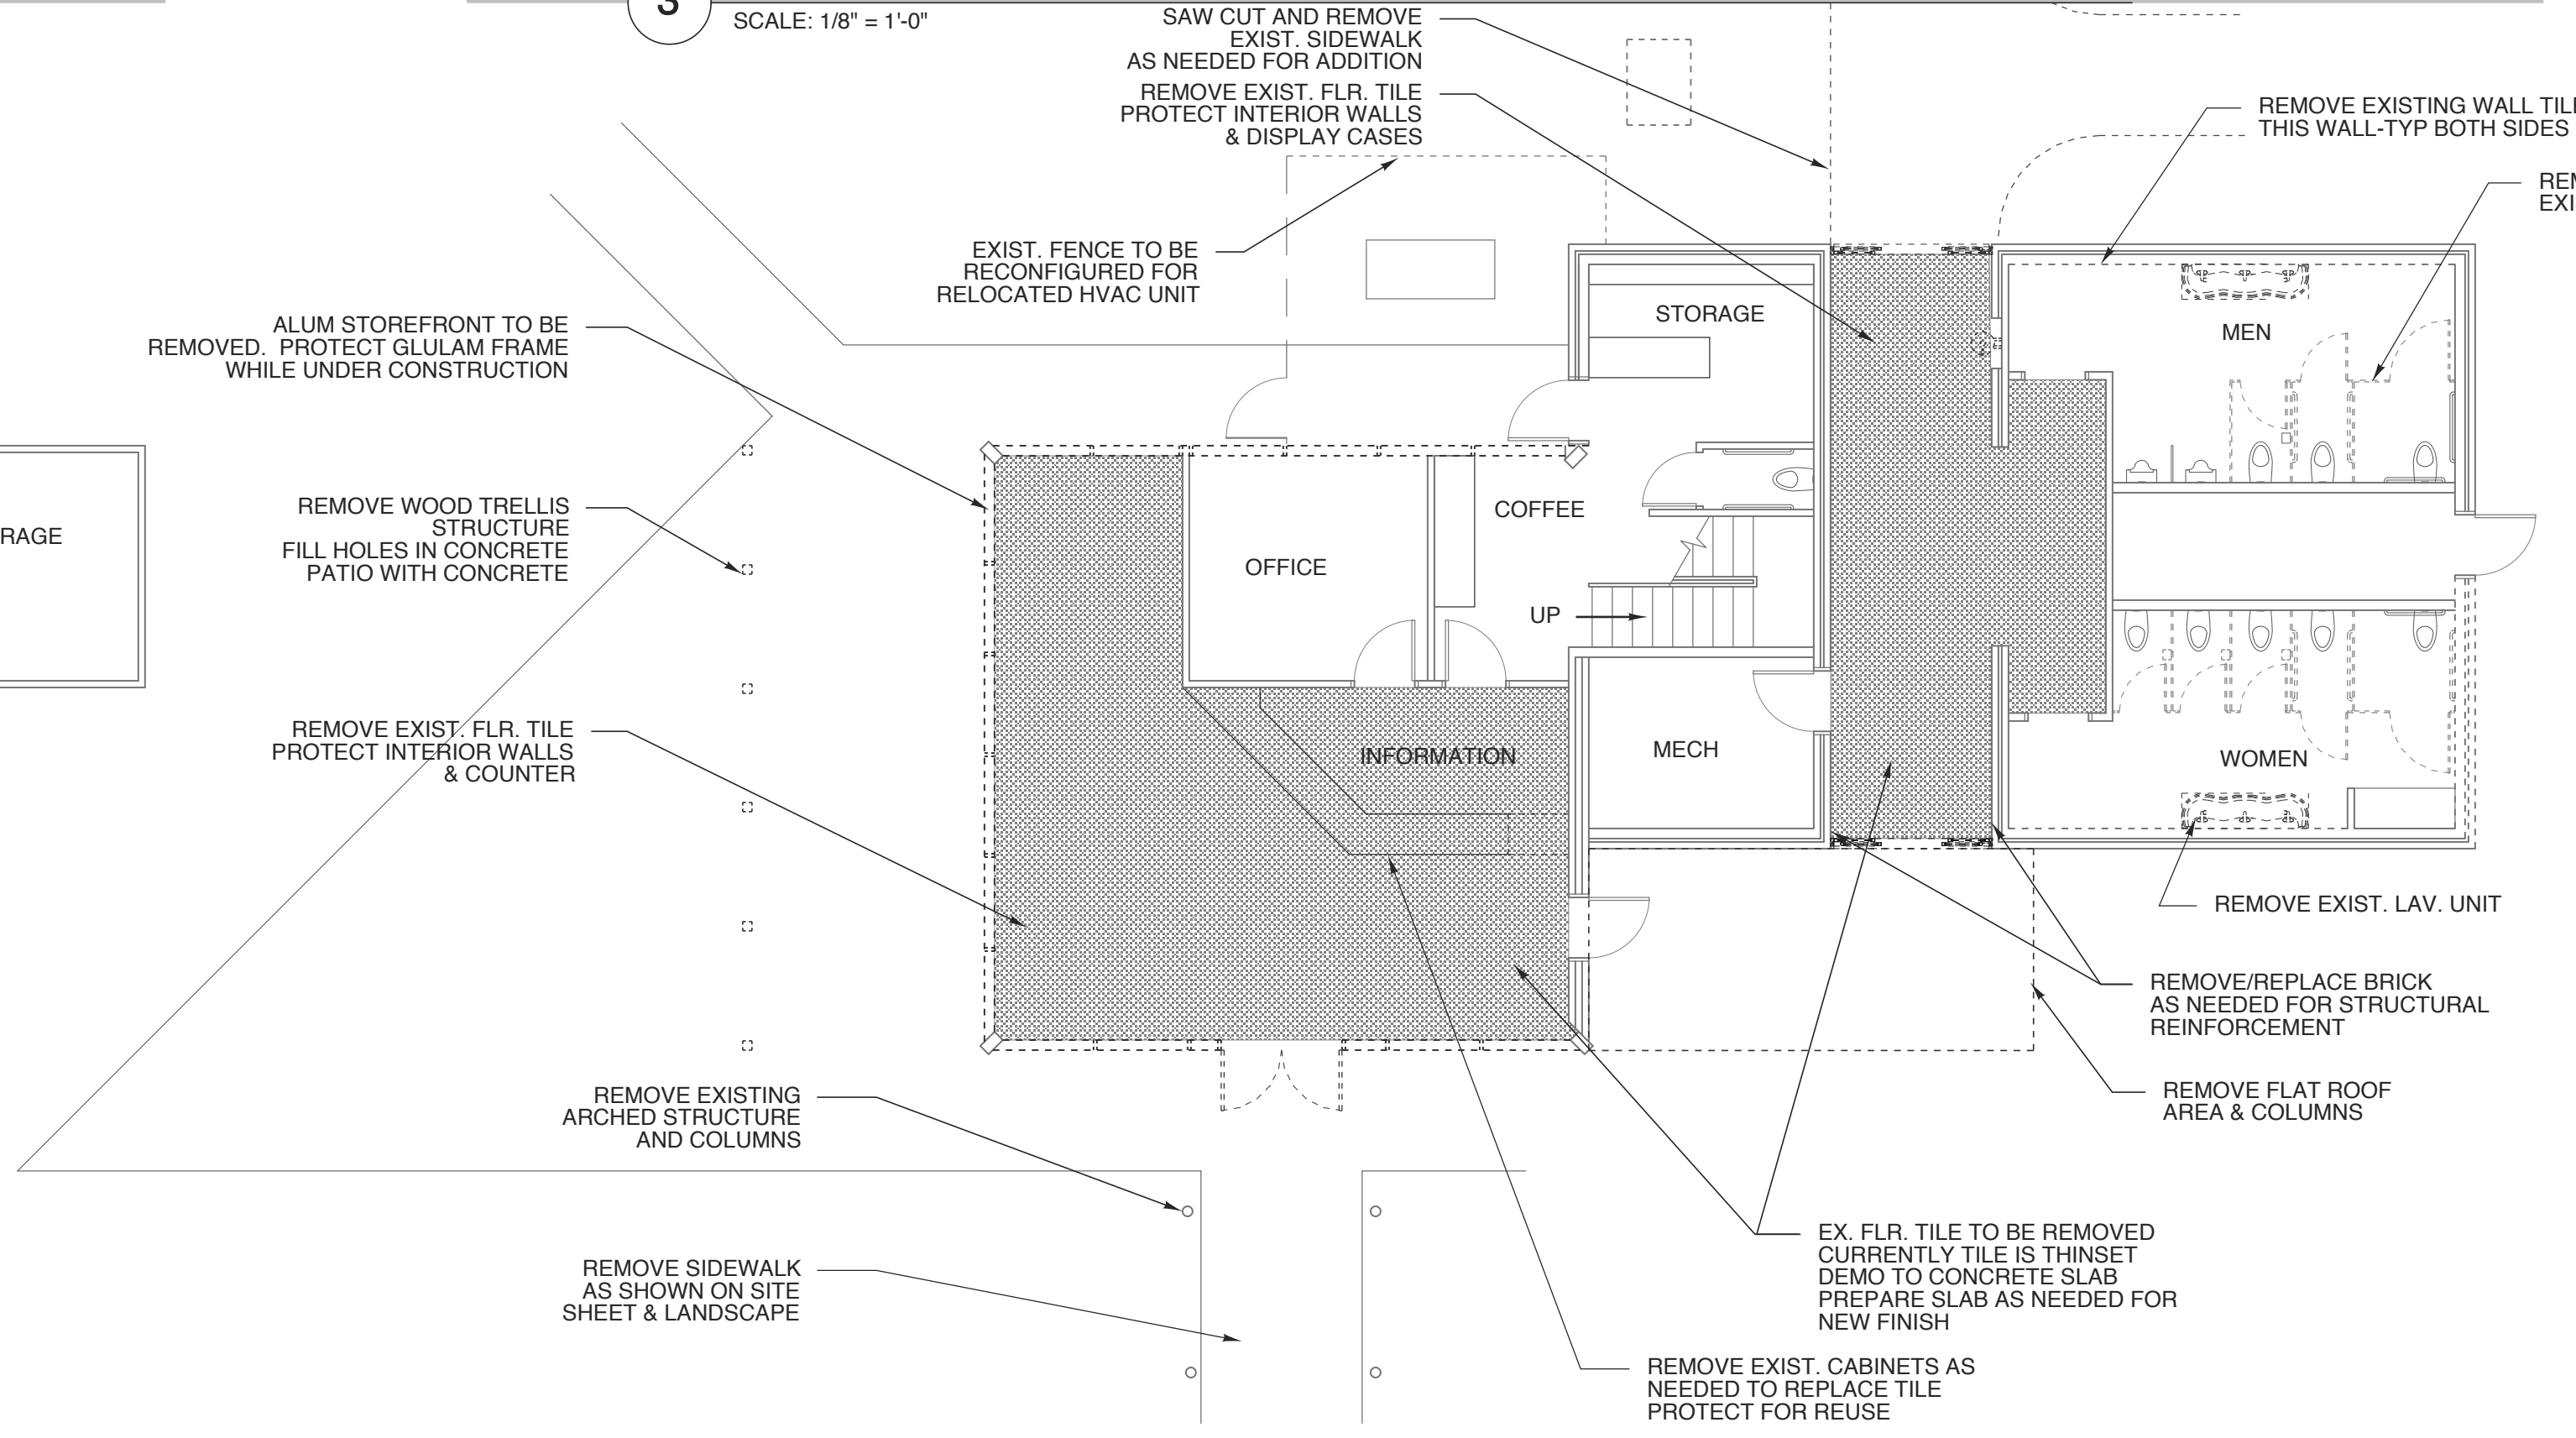 3
SCALE: 1/8" = 1'-0"
SAW CUT AND REMOVE
EXIST. SIDEWALK
AS NEEDED FOR ADDITION
REMOVE EXIST. FLR. TILE
PROTECT INTERIOR WALLS
& DISPLAY CASES
REMOVE EXISTING WALL TILE
THIS WALL-TYP BOTH SIDES
EXIST. FENCE TO BE
RECONFIGURED FOR
RELOCATED HVAC UNIT
ALUM STOREFRONT TO BE
REMOVED. PROTECT GLULAM FRAME
WHILE UNDER CONSTRUCTION
STORAGE
MEN
REMOVE WOOD TRELLIS
STRUCTURE
FILL HOLES IN CONCRETE
PATIO WITH CONCRETE
RAGE
COFFEE
OFFICE
UP
REMOVE EXIST. FLR. TILE
PROTECT INTERIOR WALLS
& COUNTER
INFORMATION
MECH
WOMEN
REMOVE EXIST. LAV. UNIT
REMOVE/REPLACE BRICK
AS NEEDED FOR STRUCTURAL
REINFORCEMENT
REMOVE FLAT ROOF
AREA & COLUMNS
REMOVE EXISTING
ARCHED STRUCTURE
AND COLUMNS
REMOVE SIDEWALK
AS SHOWN ON SITE
SHEET & LANDSCAPE
EX. FLR. TILE TO BE REMOVED
CURRENTLY TILE IS THINSET
DEMO TO CONCRETE SLAB
PREPARE SLAB AS NEEDED FOR
NEW FINISH
REMOVE EXIST. CABINETS AS
NEEDED TO REPLACE TILE
PROTECT FOR REUSE